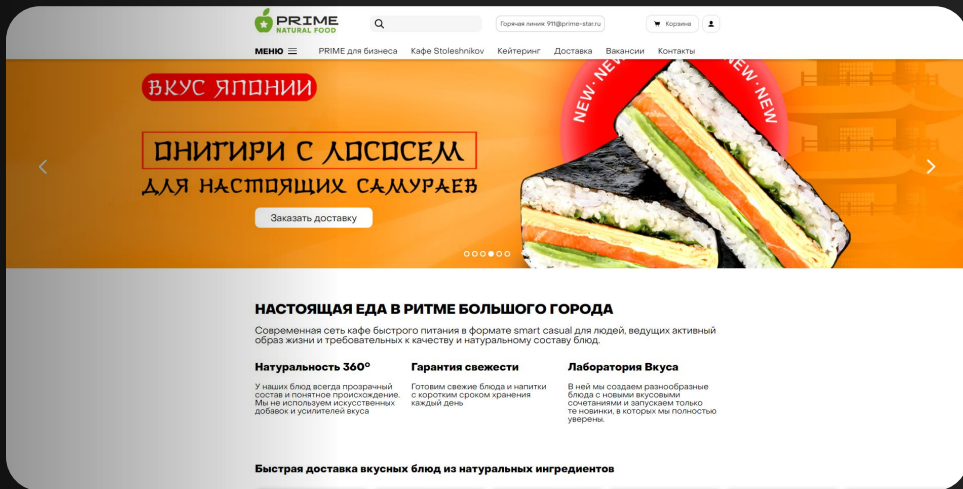 PRIME
NATURAL FOOD
Горячая линия: 911@prime-star.ru
Корзина
МЕНЮ
PRIME для бизнеса
Кафе Stoleshnikov
Кейтеринг
Доставка
Вакансии
Контакты
ВКУС ЯПОНИИ
ОНИГИРИ С ЛОСОСЕМ
ДЛЯ НАСТОЯЩИХ САМУРАЕВ
Заказать доставку
NEW · NEW · NEW · NEW
НАСТОЯЩАЯ ЕДА В РИТМЕ БОЛЬШОГО ГОРОДА
Современная сеть кафе быстрого питания в формате smart casual для людей, ведущих активный
образ жизни и требовательных к качеству и натуральному составу блюд.
Натуральность 360°
У наших блюд всегда прозрачный
состав и понятное происхождение.
Мы не используем искусственных
добавок и усилителей вкуса
Гарантия свежести
Готовим свежие блюда и напитки
с коротким сроком хранения
каждый день
Лаборатория Вкуса
В ней мы создаем разнообразные
блюда с новыми вкусовыми
сочетаниями и запускаем только
те новинки, в которых мы полностью
уверены.
Быстрая доставка вкусных блюд из натуральных ингредиентов